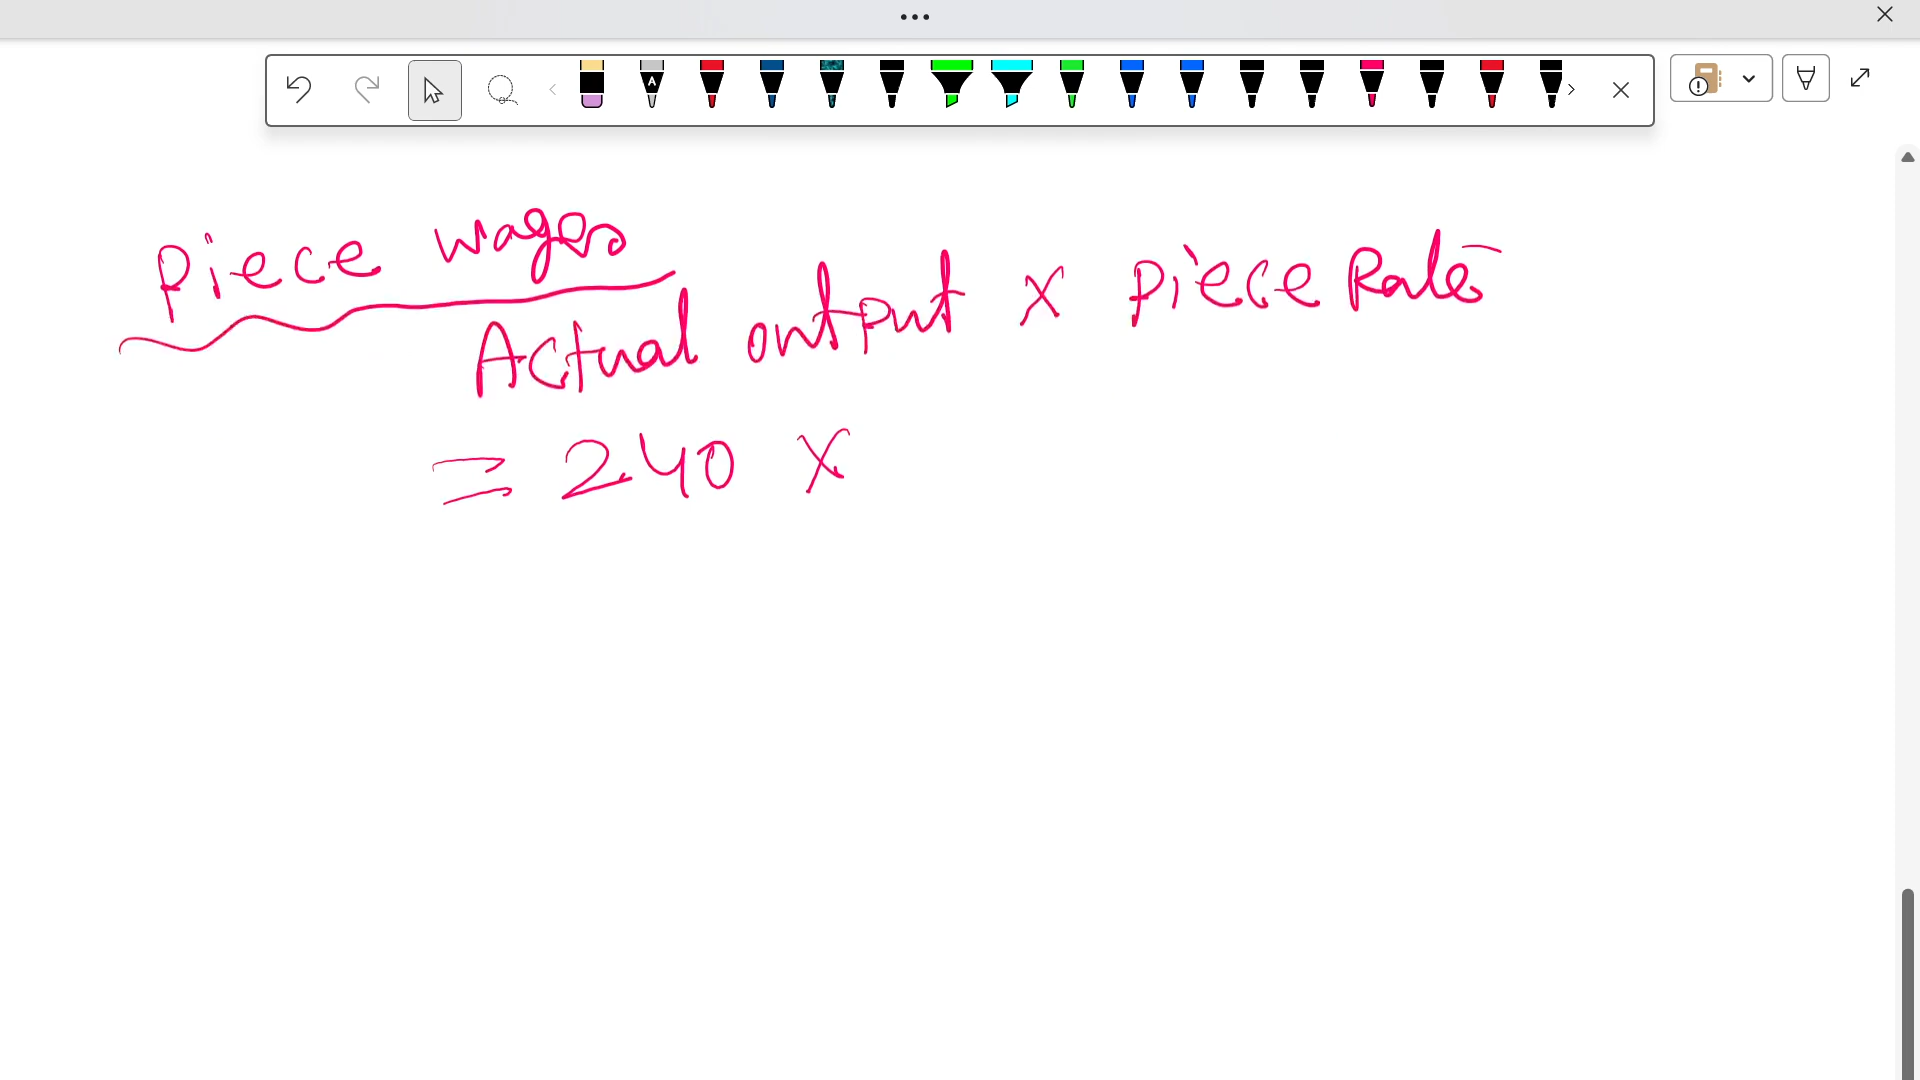 Piece wages
Actual output x Piece Rate
= 240 x